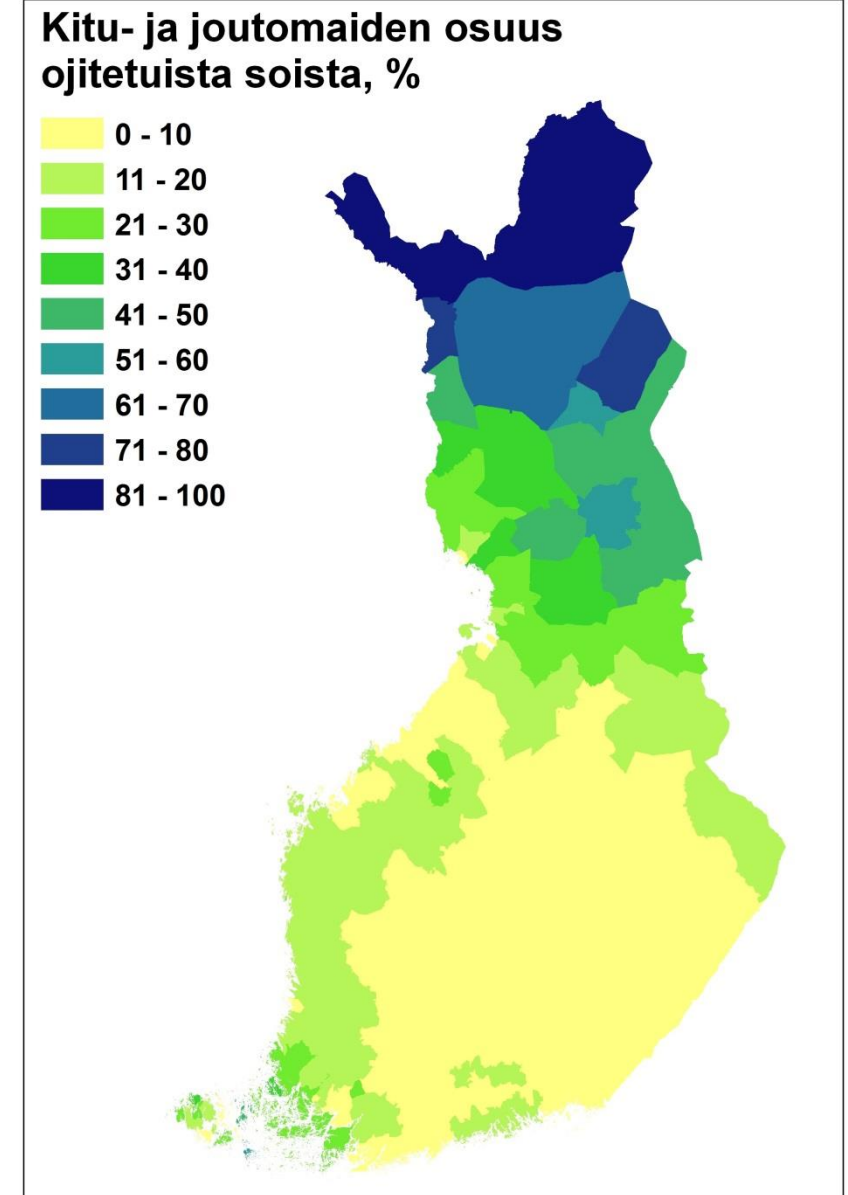 Kitu- ja joutomaiden osuus
ojitetuista soista, %
0 - 10
11 - 20
21 - 30
31 - 40
41 - 50
51 - 60
61 - 70
71 - 80
81 - 100